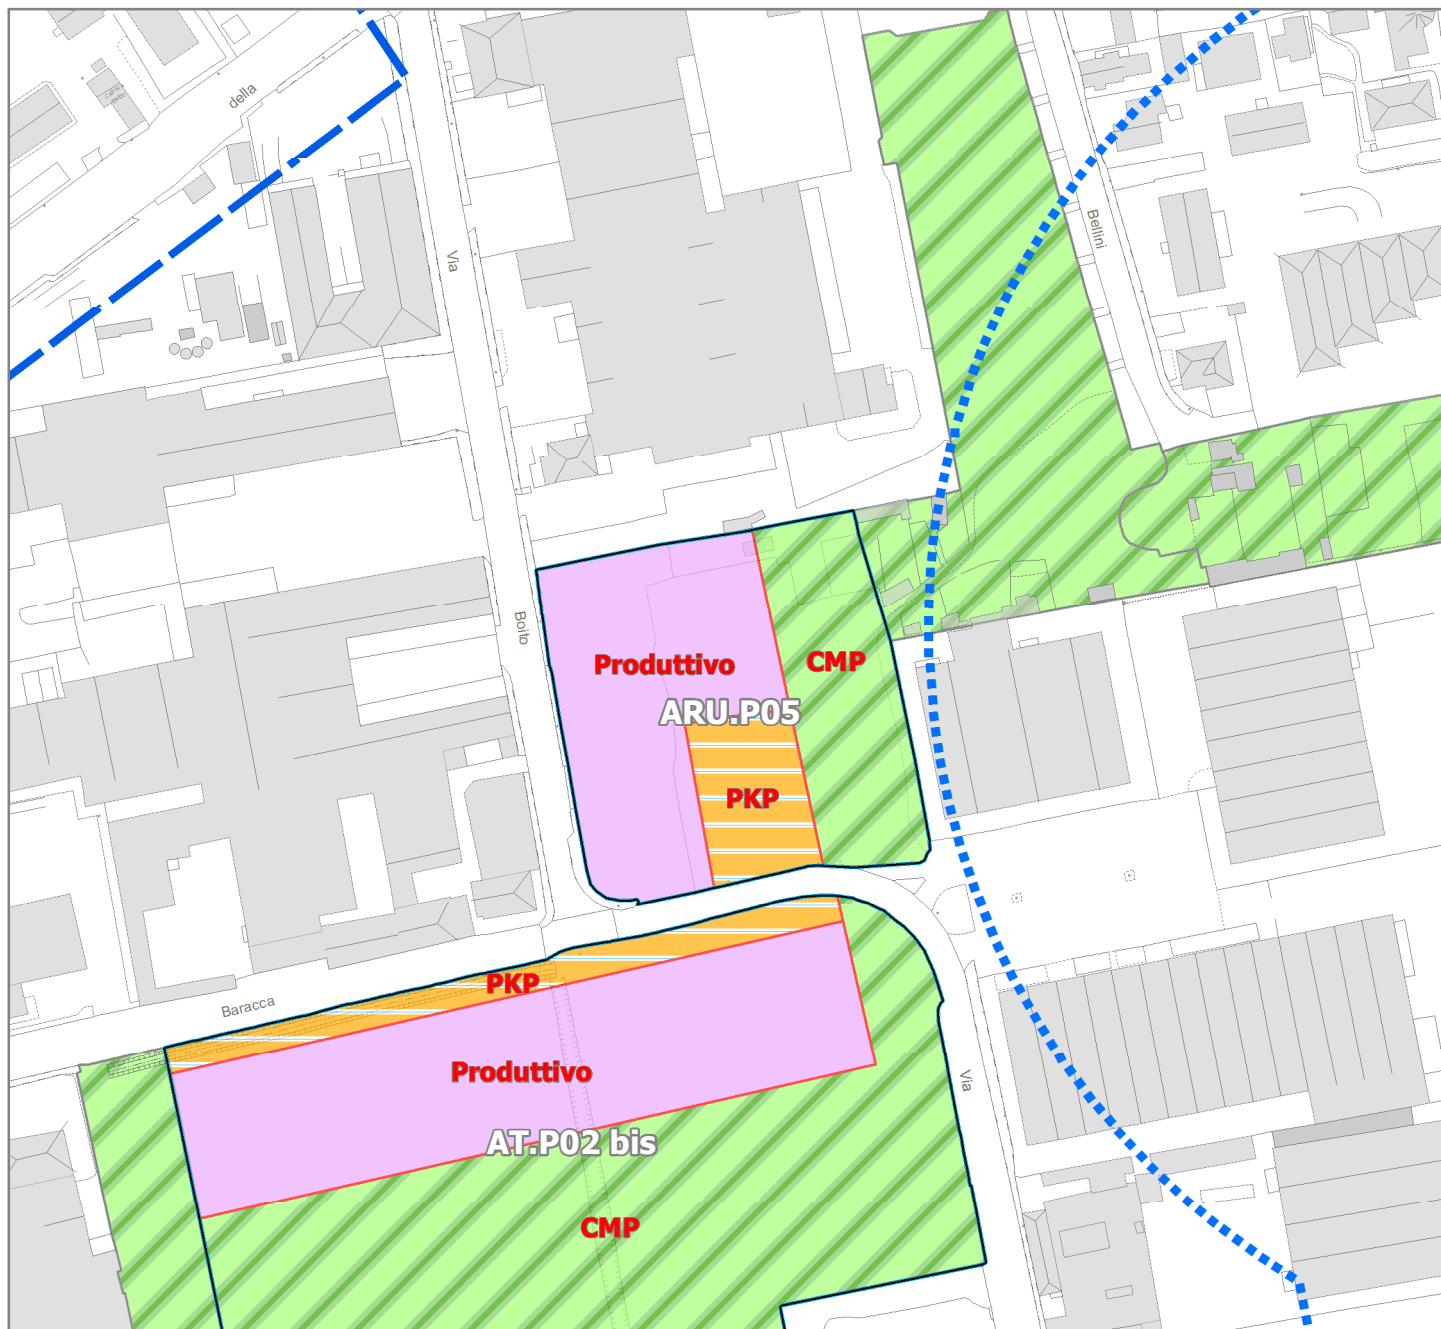 della
Via
Bellini
Boito
Produttivo
CMP
ARU.P05
PKP
PKP
Baracca
Produttivo
Via
AT.P02 bis
CMP